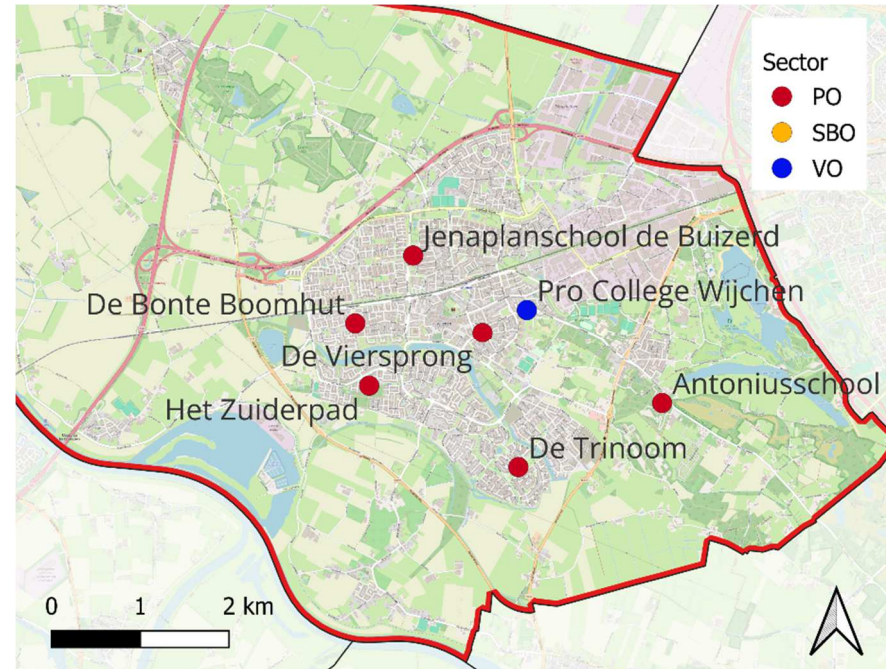 Sector
PO
SBO
VO
Jenaplanschool de Buizerd
De Bonte Boomhut
Pro College Wijchen
De Viersprong
Antoniusschool
Het Zuiderpad
De Trinoom
0 1 2 km